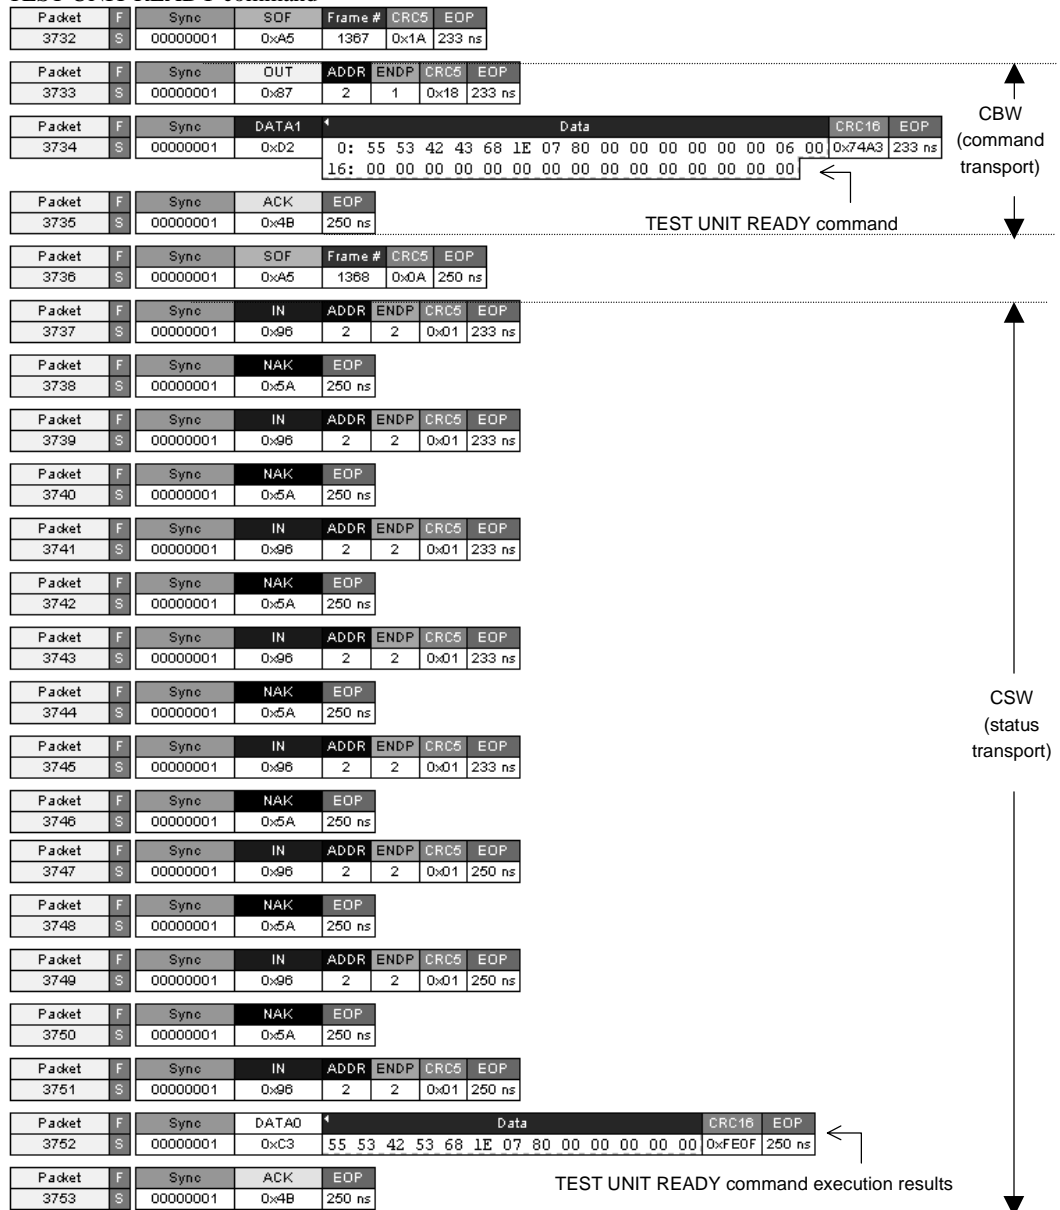 Packet F Sync SOF Frame # CRC5 EOP
3732 S 00000001 0xA5 1367 0x1A 233 ns
Packet F Sync OUT ADDR ENDP CRC5 EOP
3733 S 00000001 0x87 2 1 0x18 233 ns
CBW
(command
transport)
Packet F Sync DATA1 Data CRC16 EOP
3734 S 00000001 0xD2 0: 55 53 42 43 68 1E 07 80 00 00 00 00 00 00 06 00 0x74A3 233 ns
16: 00 00 00 00 00 00 00 00 00 00 00 00 00 00 00
TEST UNIT READY command
Packet F Sync ACK EOP
3735 S 00000001 0x4B 250 ns
Packet F Sync SOF Frame # CRC5 EOP
3736 S 00000001 0xA5 1368 0x0A 250 ns
Packet F Sync IN ADDR ENDP CRC5 EOP
3737 S 00000001 0x96 2 2 0x01 233 ns
Packet F Sync NAK EOP
3738 S 00000001 0x5A 250 ns
Packet F Sync IN ADDR ENDP CRC5 EOP
3739 S 00000001 0x96 2 2 0x01 233 ns
Packet F Sync NAK EOP
3740 S 00000001 0x5A 250 ns
Packet F Sync IN ADDR ENDP CRC5 EOP
3741 S 00000001 0x96 2 2 0x01 233 ns
Packet F Sync NAK EOP
3742 S 00000001 0x5A 250 ns
Packet F Sync IN ADDR ENDP CRC5 EOP
3743 S 00000001 0x96 2 2 0x01 233 ns
Packet F Sync NAK EOP
3744 S 00000001 0x5A 250 ns
CSW
(status
transport)
Packet F Sync IN ADDR ENDP CRC5 EOP
3745 S 00000001 0x96 2 2 0x01 233 ns
Packet F Sync NAK EOP
3746 S 00000001 0x5A 250 ns
Packet F Sync IN ADDR ENDP CRC5 EOP
3747 S 00000001 0x96 2 2 0x01 250 ns
Packet F Sync NAK EOP
3748 S 00000001 0x5A 250 ns
Packet F Sync IN ADDR ENDP CRC5 EOP
3749 S 00000001 0x96 2 2 0x01 250 ns
Packet F Sync NAK EOP
3750 S 00000001 0x5A 250 ns
Packet F Sync IN ADDR ENDP CRC5 EOP
3751 S 00000001 0x96 2 2 0x01 250 ns
Packet F Sync DATA0 Data CRC16 EOP
3752 S 00000001 0xC3 55 53 42 53 68 1E 07 80 00 00 00 00 00 0xFE0F 250 ns
TEST UNIT READY command execution results
Packet F Sync ACK EOP
3753 S 00000001 0x4B 250 ns